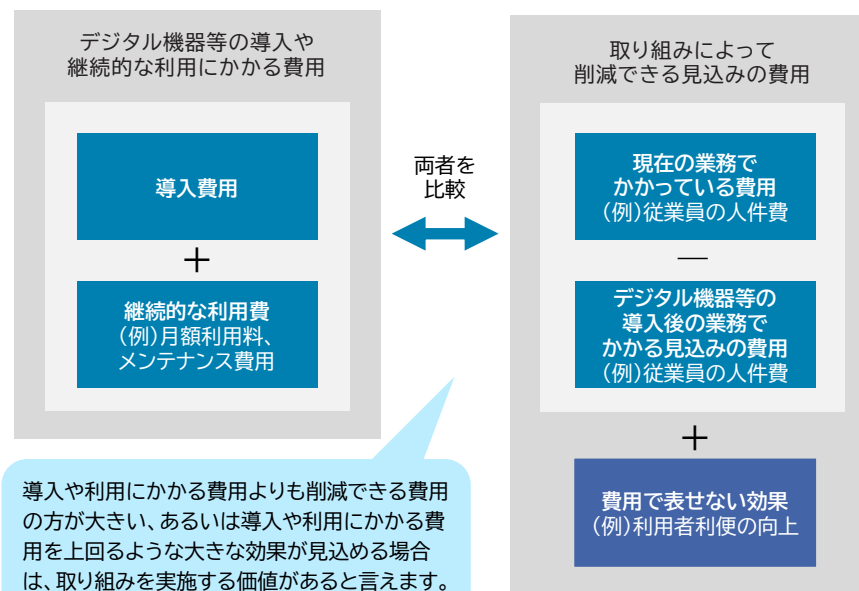 デジタル機器等の導入や
継続的な利用にかかる費用
導入費用
+
継続的な利用費
(例)月額利用料、
メンテナンス費用
両者を
比較
取り組みによって
削減できる見込みの費用
現在の業務で
かかっている費用
(例)従業員の人件費
―
デジタル機器等の
導入後の業務で
かかる見込みの費用
(例)従業員の人件費
+
費用で表せない効果
(例)利用者利便の向上
導入や利用にかかる費用よりも削減できる費用
の方が大きい、あるいは導入や利用にかかる費
用を上回るような大きな効果が見込める場合
は、取り組みを実施する価値があると言えます。